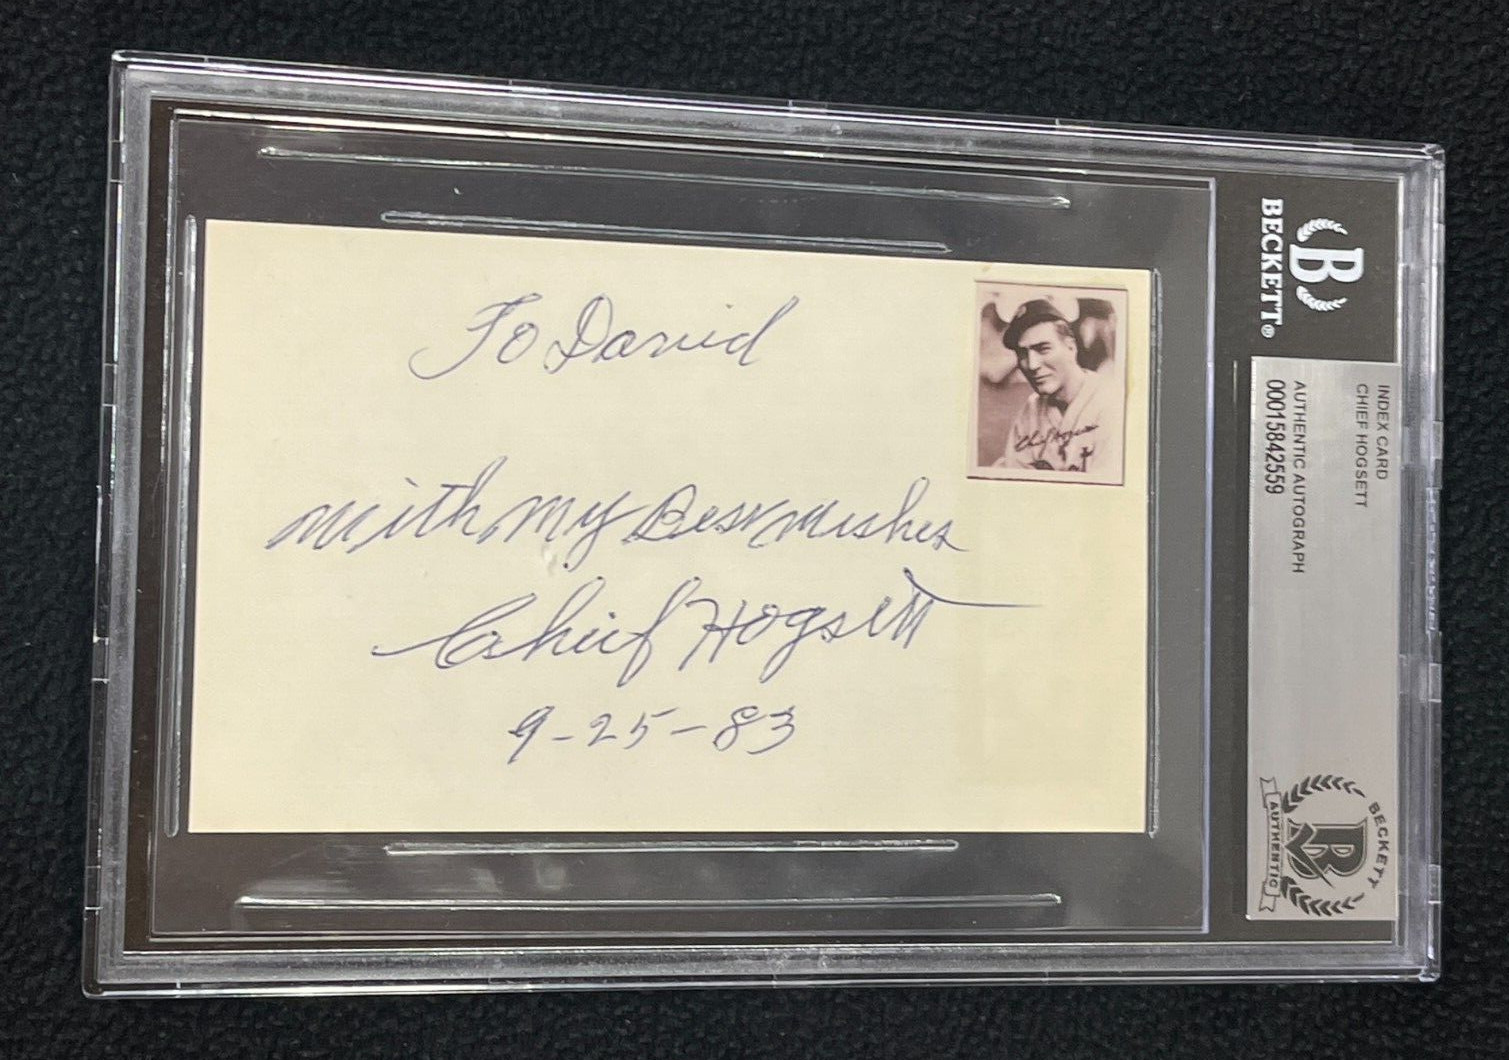 To David
With, My Best Wishes
Chief Hogsett
9-25-83
Chief Hogsett
B
BECKETT®
INDEX CARD
CHIEF HOGSETT
AUTHENTIC AUTOGRAPH
00015842559
BECKETT
B
AUTHENTIC